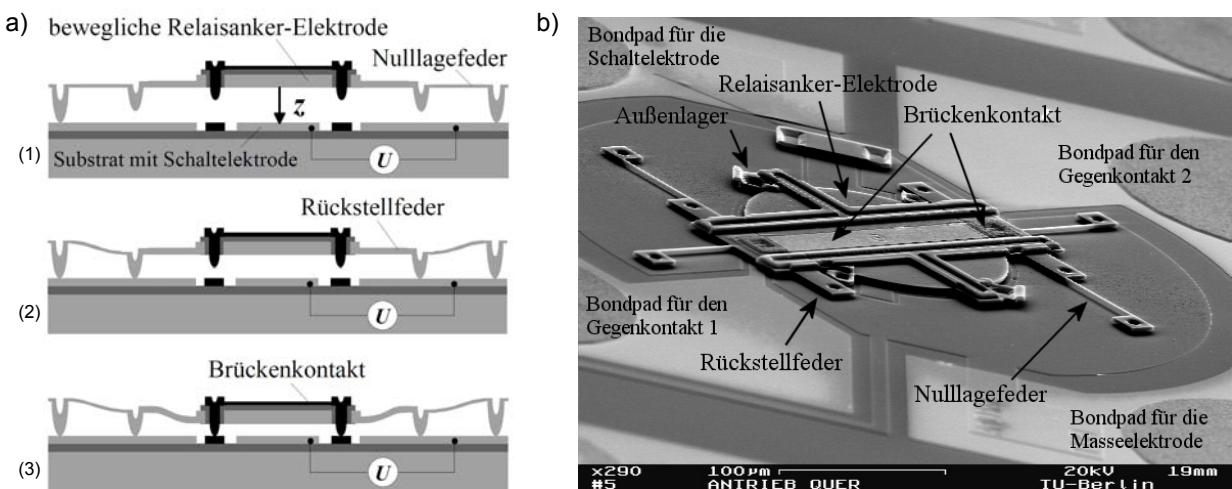 a)
bewegliche Relaisanker-Elektrode
Nulllagefeder
z
(1)
Substrat mit Schaltelektrode
U
Rückstellfeder
(2)
U
Brückenkontakt
(3)
U
b)
Bondpad für die
Schaltelektrode
Relaisanker-Elektrode
Außenlager
Brückenkontakt
Bondpad für den
Gegenkontakt 2
Bondpad für den
Gegenkontakt 1
Rückstellfeder
Nulllagefeder
Bondpad für die
Masseelektrode
x290 100µm 20kV 19mm
#5 ANTRIEB QUER TU-Berlin